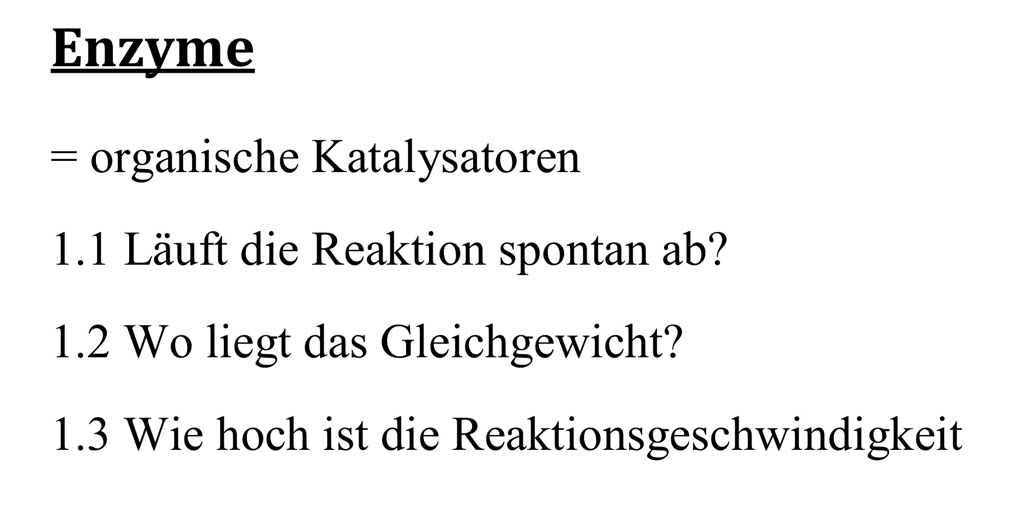 Enzyme
= organische Katalysatoren
1.1 Läuft die Reaktion spontan ab?
1.2 Wo liegt das Gleichgewicht?
1.3 Wie hoch ist die Reaktionsgeschwindigkeit